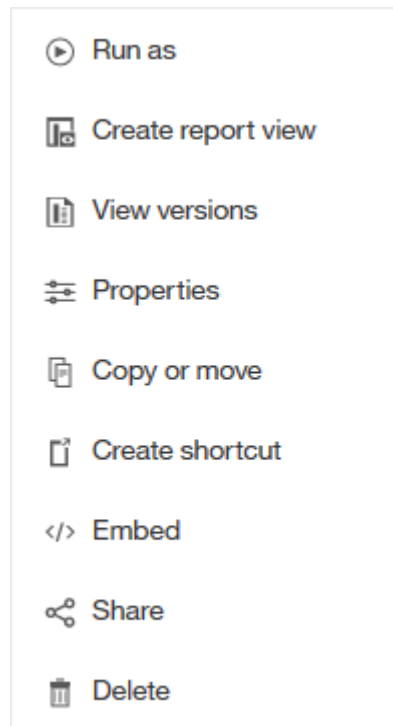 Run as
Create report view
View versions
Properties
Copy or move
Create shortcut
Embed
Share
Delete